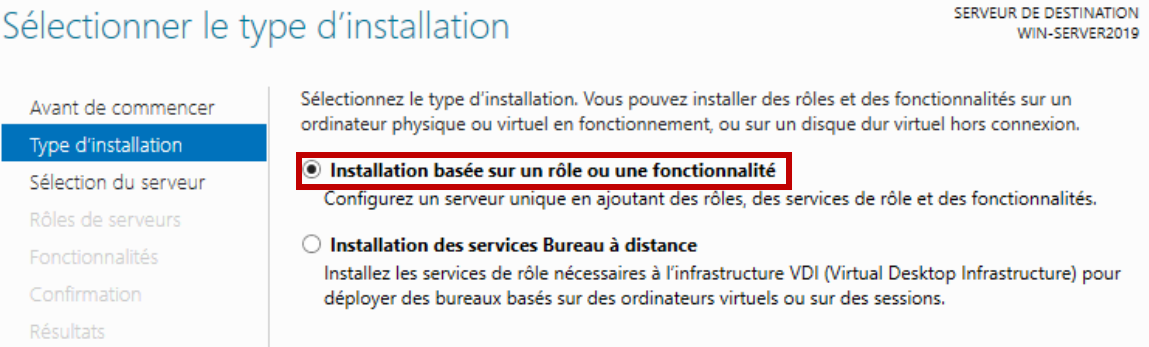 Sélectionner le type d’installation
SERVEUR DE DESTINATION
WIN-SERVER2019
Avant de commencer
Type d’installation
Sélection du serveur
Rôles de serveurs
Fonctionnalités
Confirmation
Résultats
Sélectionnez le type d’installation. Vous pouvez installer des rôles et des fonctionnalités sur un
ordinateur physique ou virtuel en fonctionnement, ou sur un disque dur virtuel hors connexion.
Installation basée sur un rôle ou une fonctionnalité
Configurez un serveur unique en ajoutant des rôles, des services de rôle et des fonctionnalités.
Installation des services Bureau à distance
Installez les services de rôle nécessaires à l’infrastructure VDI (Virtual Desktop Infrastructure) pour
déployer des bureaux basés sur des ordinateurs virtuels ou sur des sessions.